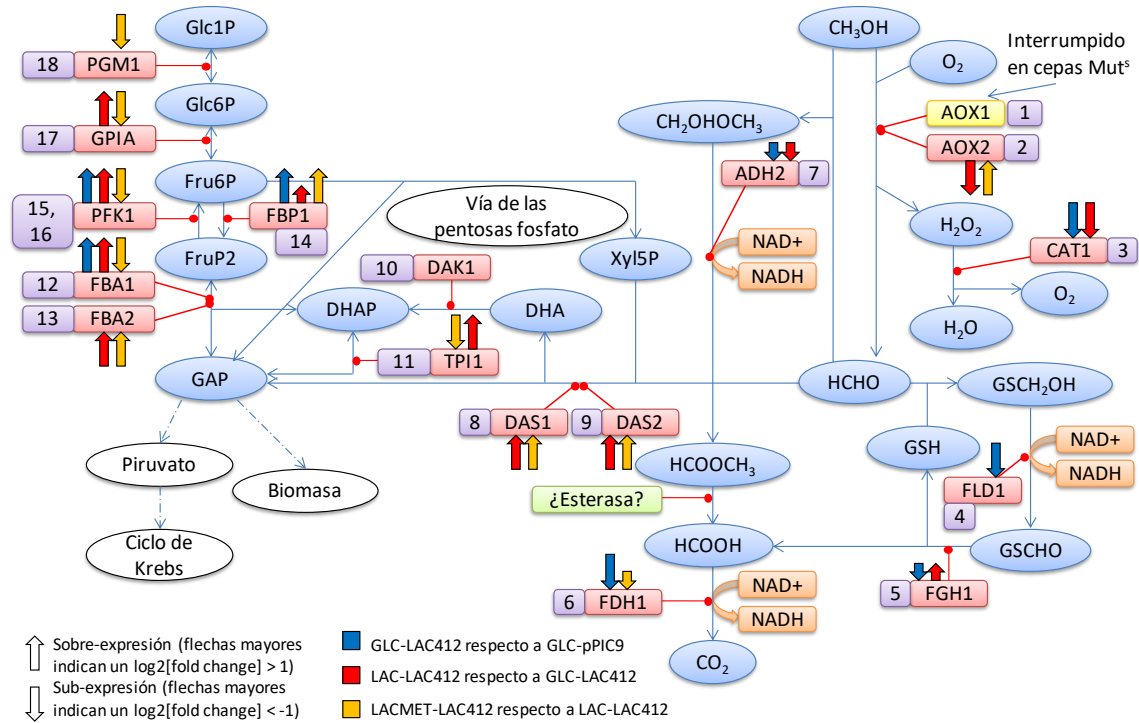 Glc1P
18 PGM1
Glc6P
17 GPIA
Fru6P
15,
16
PFK1
FBP1
14
FruP2
12 FBA1
13 FBA2
GAP
Piruvato
Biomasa
Ciclo de
Krebs
Vía de las
pentosas fosfato
10 DAK1
DHAP
DHA
11 TPI1
Xyl5P
8 DAS1
9 DAS2
CH₃OH
O₂
Interrumpido
en cepas Mutˢ
AOX1 1
AOX2 2
CH₂OHOCH₃
ADH2 7
NAD+
NADH
H₂O₂
CAT1 3
O₂
H₂O
HCHO
GSCH₂OH
GSH
NAD+
NADH
FLD1
4
GSCHO
5 FGH1
HCOOCH₃
¿Esterasa?
HCOOH
6 FDH1
NAD+
NADH
CO₂
Sobre-expresión (flechas mayores
indican un log2[fold change] > 1)
Sub-expresión (flechas mayores
indican un log2[fold change] < -1)
GLC-LAC412 respecto a GLC-pPIC9
LAC-LAC412 respecto a GLC-LAC412
LACMET-LAC412 respecto a LAC-LAC412